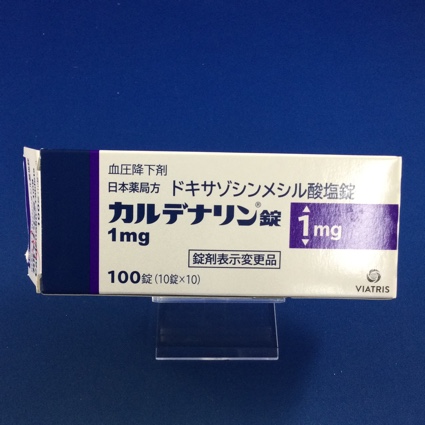 血圧降下剤
日本薬局方 ドキサゾシンメシル酸塩錠
カルデナリン®錠 1mg
1mg
錠剤表示変更品
100錠(10錠×10)
VIATRIS